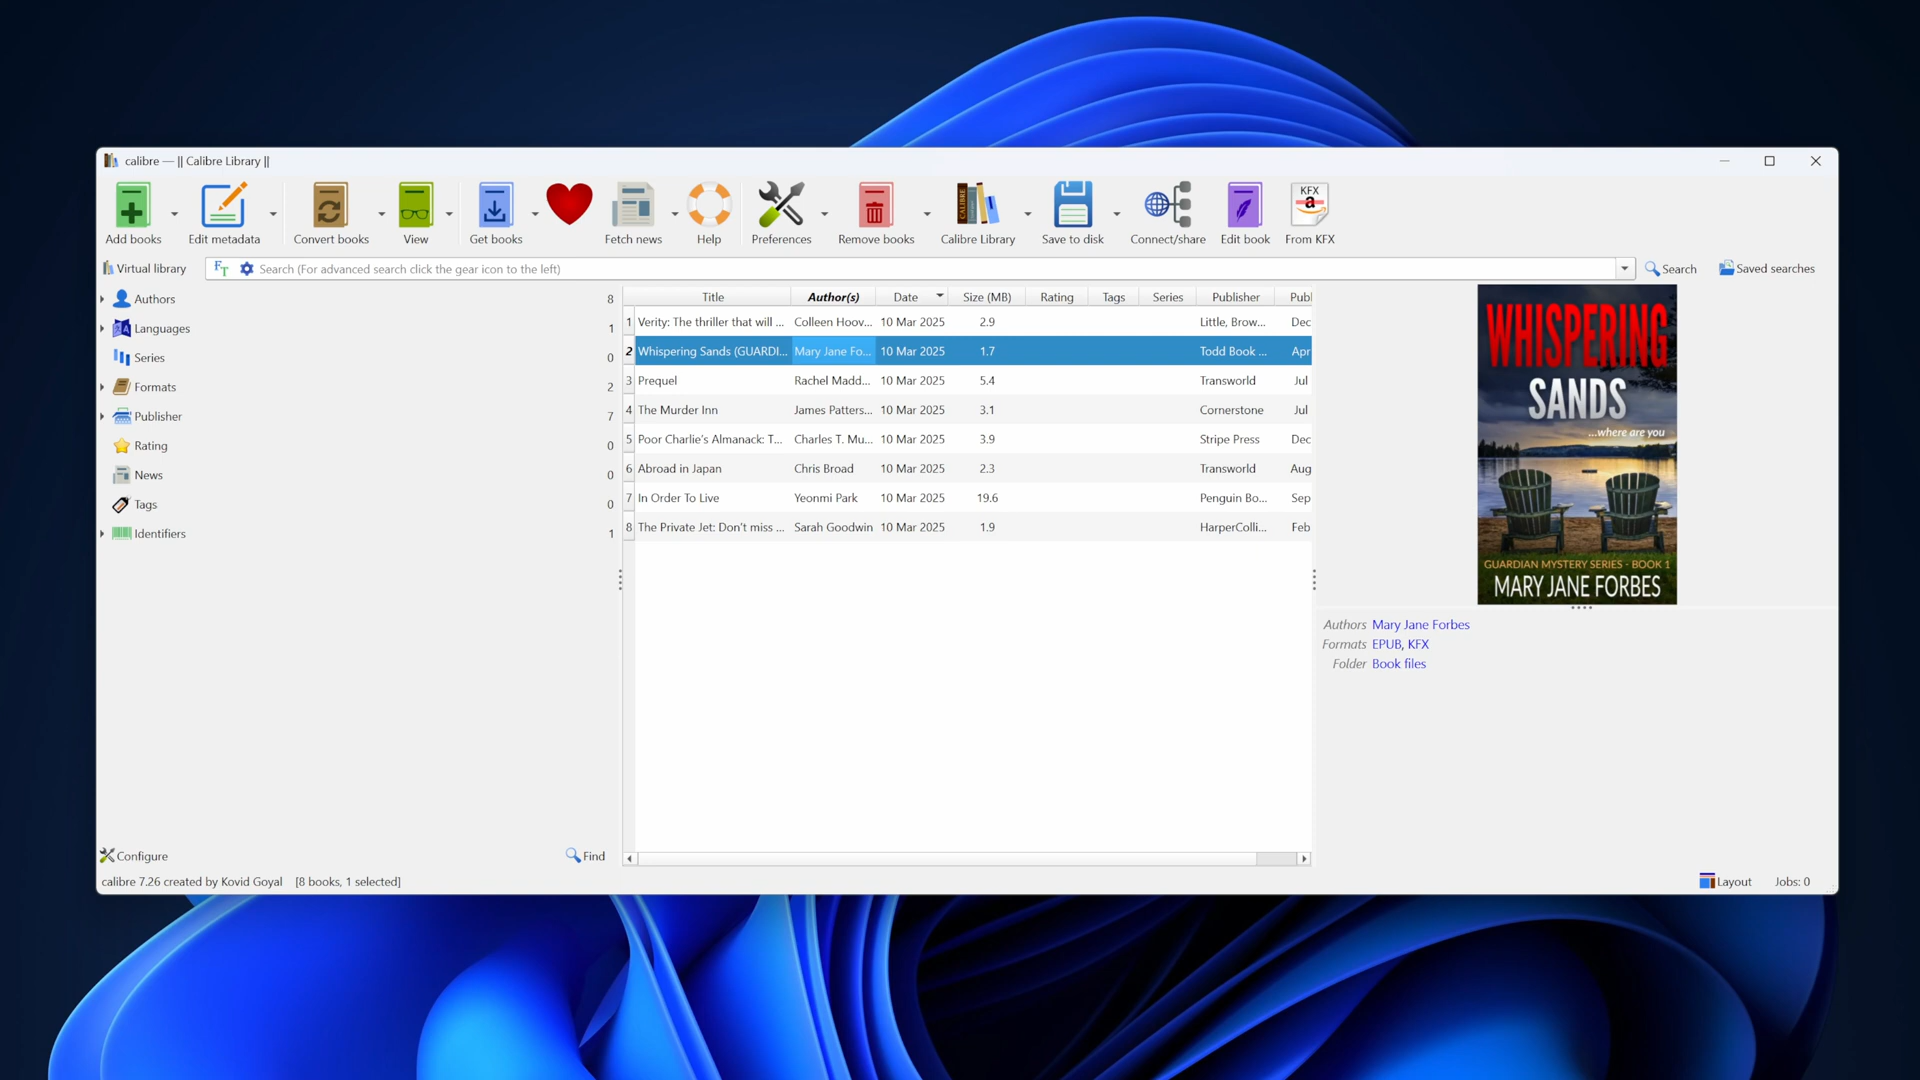 calibre — || Calibre Library ||
Add books
Edit metadata
Convert books
View
Get books
Fetch news
Help
Preferences
Remove books
CALIBRE
Calibre Library
Save to disk
Connect/share
Edit book
KFX
a
From KFX
Virtual library
FT
Search (For advanced search click the gear icon to the left)
Search
Saved searches
Authors 8
Languages 1
Series 0
Formats 2
Publisher 7
Rating 0
News 0
Tags 0
Identifiers 1
Title Author(s) Date Size (MB) Rating Tags Series Publisher Publ
1 Verity: The thriller that will ... Colleen Hoov... 10 Mar 2025 2.9 Little, Brow... Dec
2 Whispering Sands (GUARDI... Mary Jane Fo... 10 Mar 2025 1.7 Todd Book ... Apr
3 Prequel Rachel Madd... 10 Mar 2025 5.4 Transworld Jul
4 The Murder Inn James Patters... 10 Mar 2025 3.1 Cornerstone Jul
5 Poor Charlie's Almanack: T... Charles T. Mu... 10 Mar 2025 3.9 Stripe Press Dec
6 Abroad in Japan Chris Broad 10 Mar 2025 2.3 Transworld Aug
7 In Order To Live Yeonmi Park 10 Mar 2025 19.6 Penguin Bo... Sep
8 The Private Jet: Don't miss ... Sarah Goodwin 10 Mar 2025 1.9 HarperColli... Feb
WHISPERING
SANDS
...where are you
GUARDIAN MYSTERY SERIES - BOOK 1
MARY JANE FORBES
Authors Mary Jane Forbes
Formats EPUB, KFX
Folder Book files
Configure
Find
calibre 7.26 created by Kovid Goyal [8 books, 1 selected]
Layout
Jobs: 0